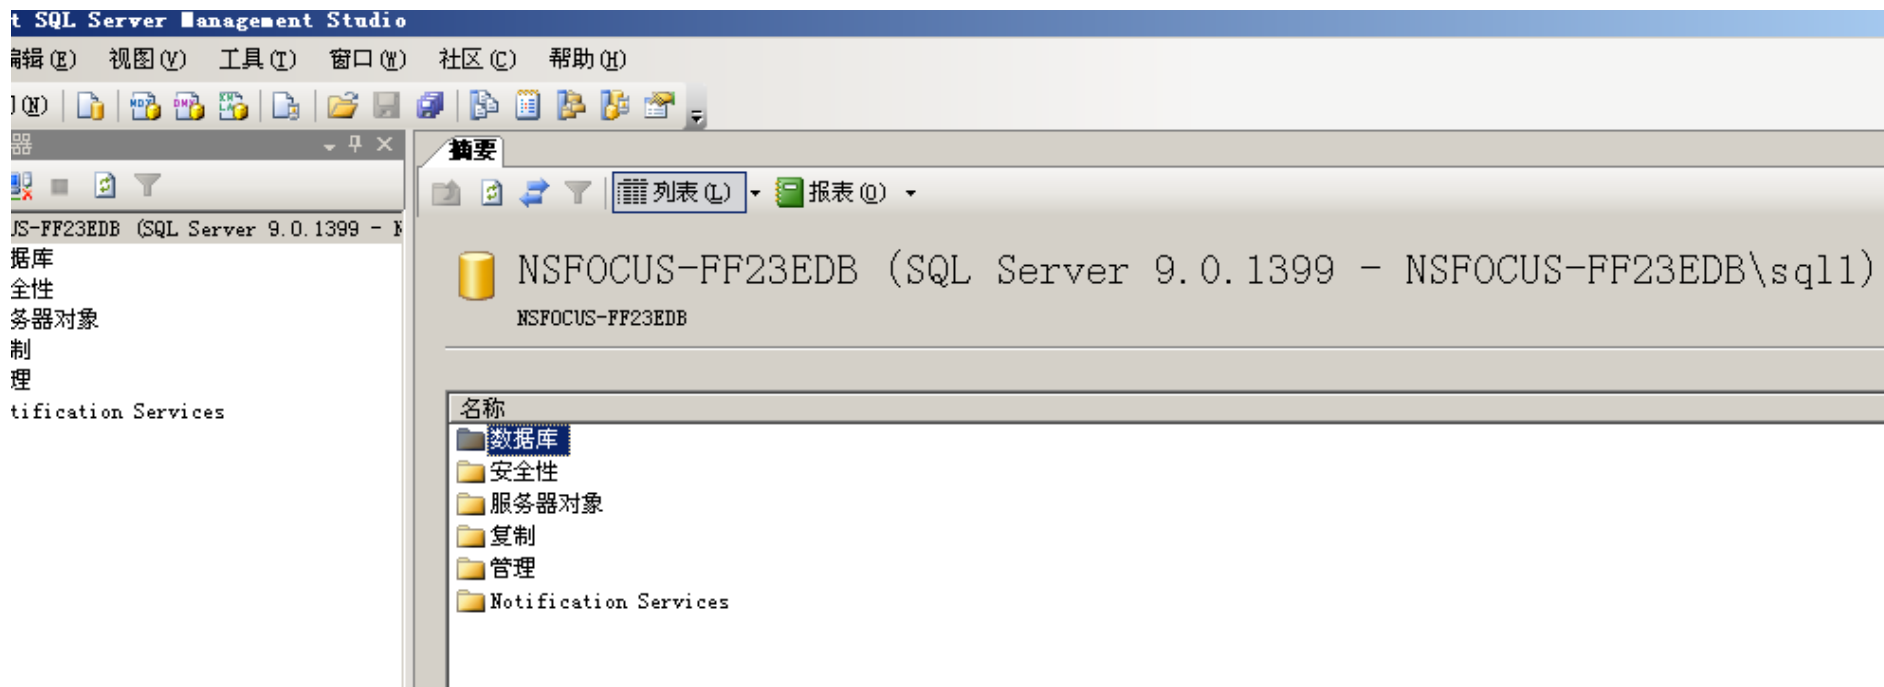 t SQL Server Management Studio
编辑(E) 视图(V) 工具(T) 窗口(W) 社区(C) 帮助(H)
(N)
器
摘要
列表(L) 报表(O)
US-FF23EDB (SQL Server 9.0.1399 - N
据库
全性
务器对象
制
理
tification Services
NSFOCUS-FF23EDB (SQL Server 9.0.1399 - NSFOCUS-FF23EDB\sql1)
NSFOCUS-FF23EDB
名称
数据库
安全性
服务器对象
复制
管理
Notification Services